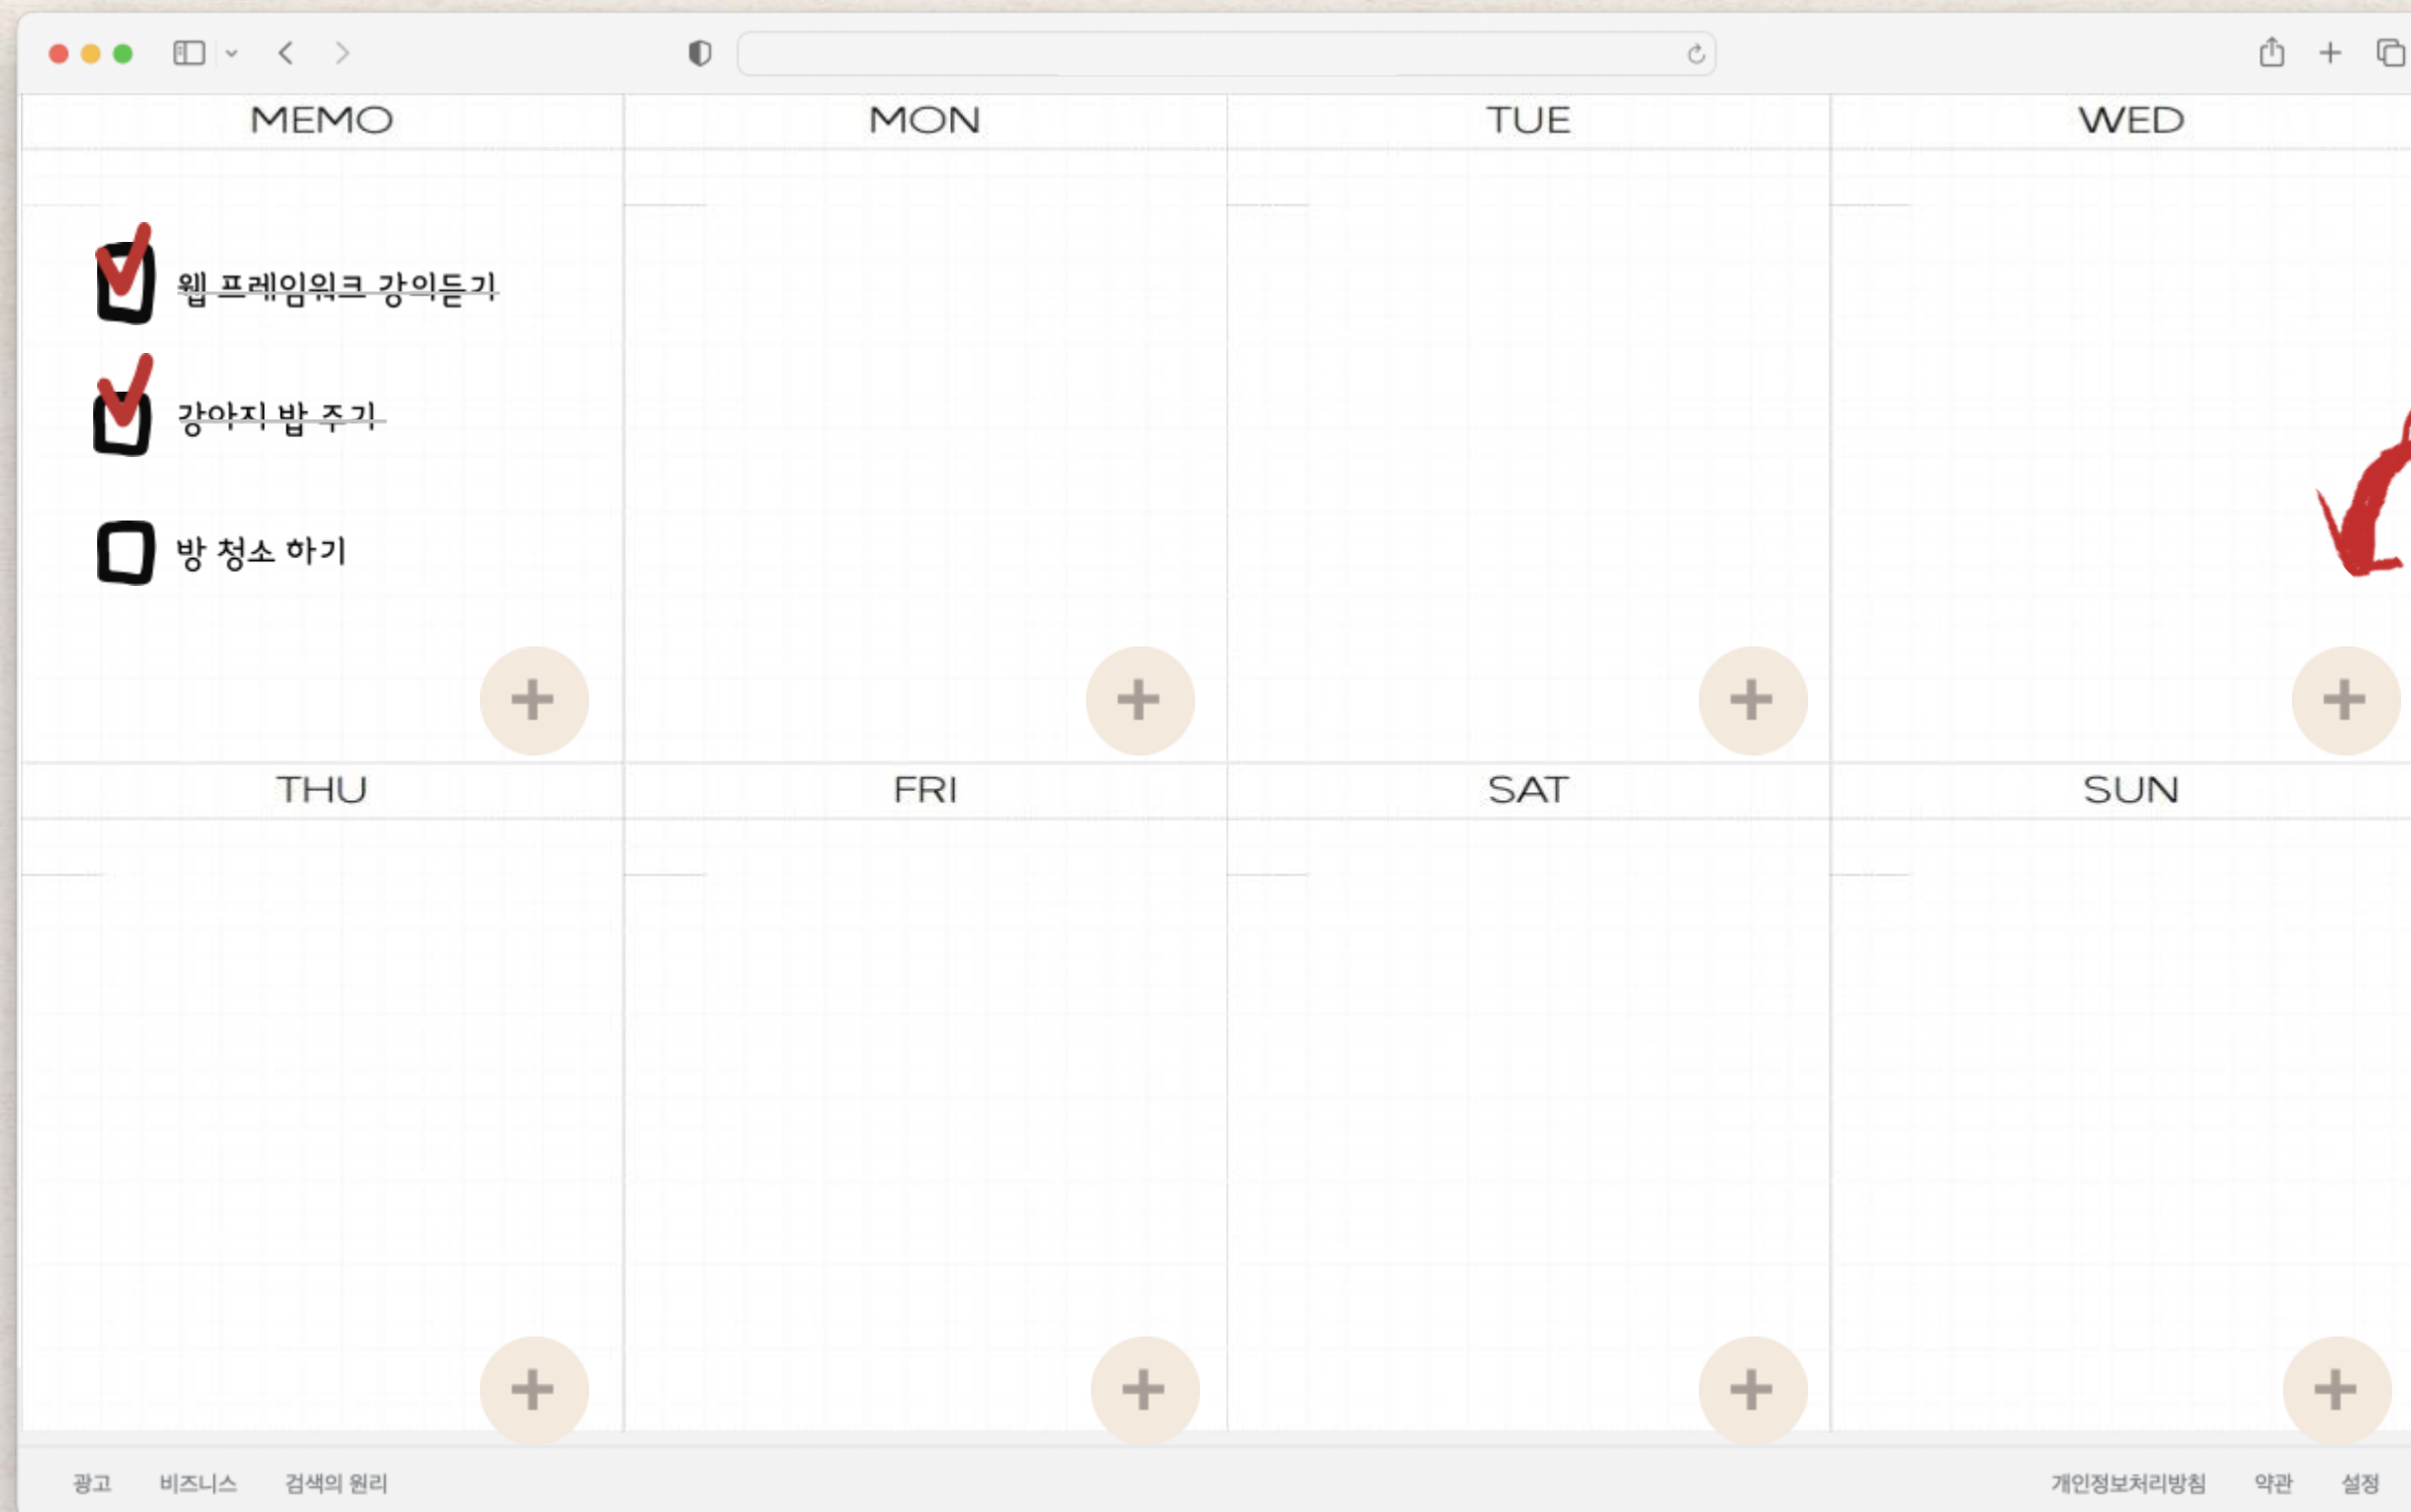 MEMO
MON
TUE
WED
웹 프레임워크 강의듣기
강아지 밥 주기
방 청소 하기
THU
FRI
SAT
SUN
광고
비즈니스
검색의 원리
개인정보처리방침
약관
설정